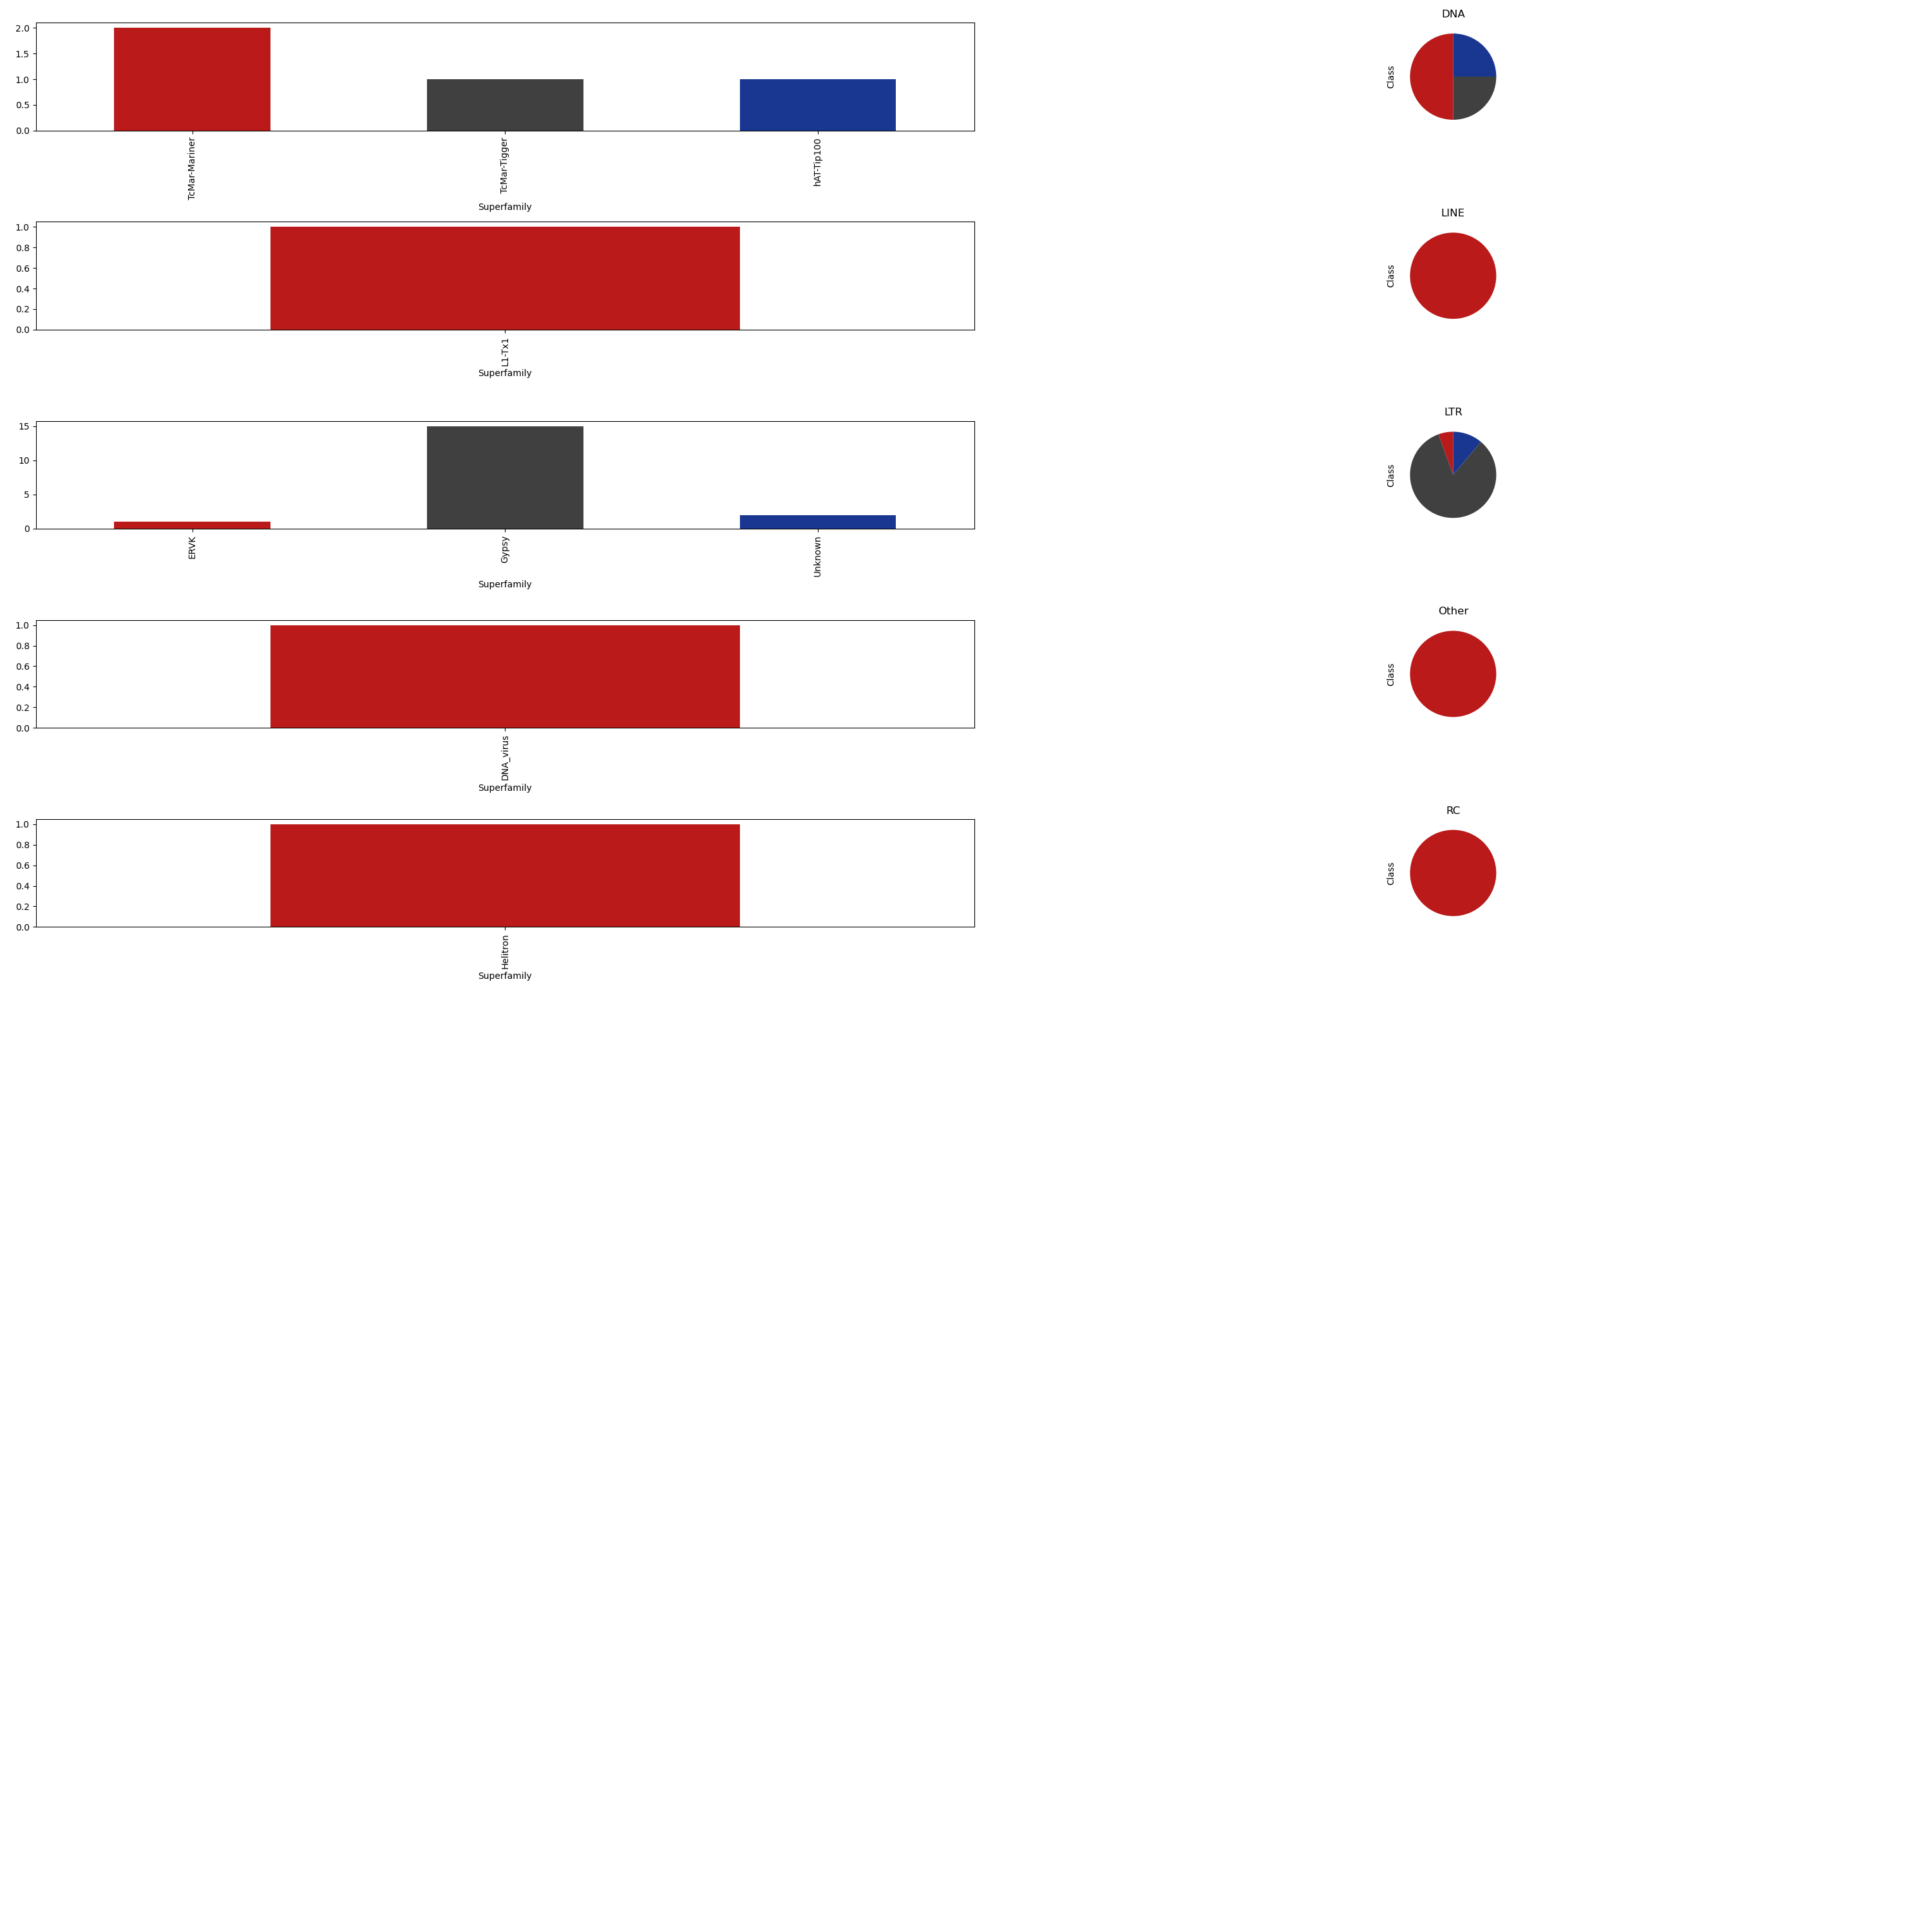 DNA
2.0
1.5
1.0
0.5
0.0
Class
TcMar-Mariner
TcMar-Tigger
hAT-Tip100
Superfamily
LINE
1.0
0.8
0.6
0.4
0.2
0.0
Class
L1-Tx1
Superfamily
LTR
15
10
5
0
Class
ERVK
Gypsy
Unknown
Superfamily
Other
1.0
0.8
0.6
0.4
0.2
0.0
Class
DNA_virus
Superfamily
RC
1.0
0.8
0.6
0.4
0.2
0.0
Class
Helitron
Superfamily